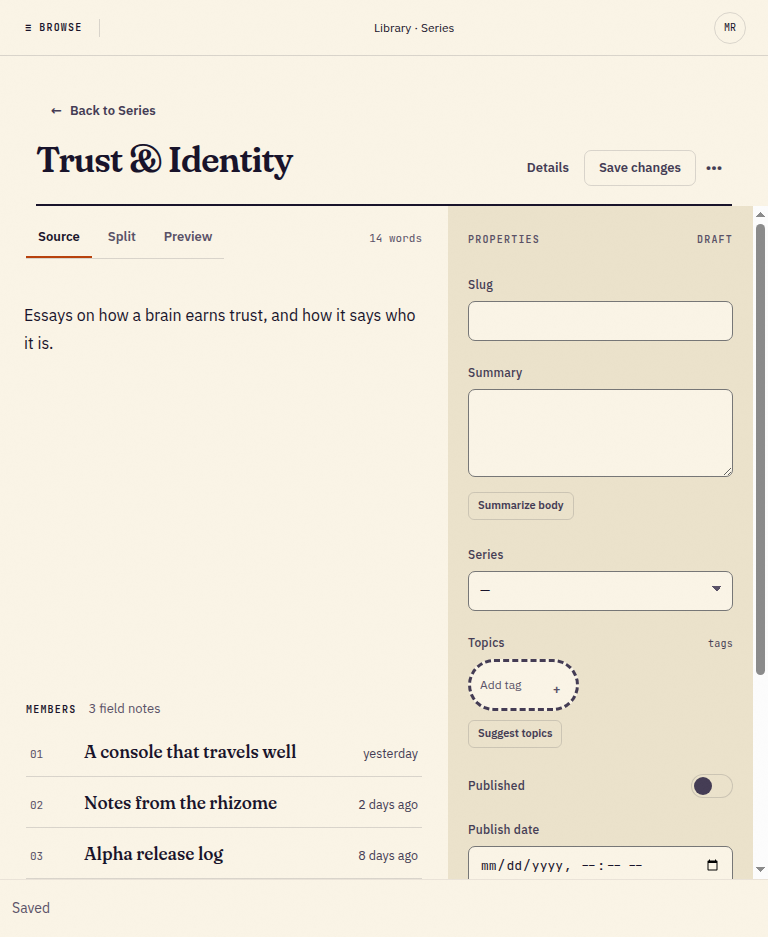 ≡ BROWSE
Library · Series
MR
← Back to Series
Trust & Identity
Details
Save changes
•••
Source
Split
Preview
14 words
Essays on how a brain earns trust, and how it says who
it is.
MEMBERS 3 field notes
01 A console that travels well yesterday
02 Notes from the rhizome 2 days ago
03 Alpha release log 8 days ago
PROPERTIES DRAFT
Slug
Summary
Summarize body
Series
—
Topics tags
Add tag +
Suggest topics
Published
Publish date
mm/dd/yyyy, --:-- --
Saved